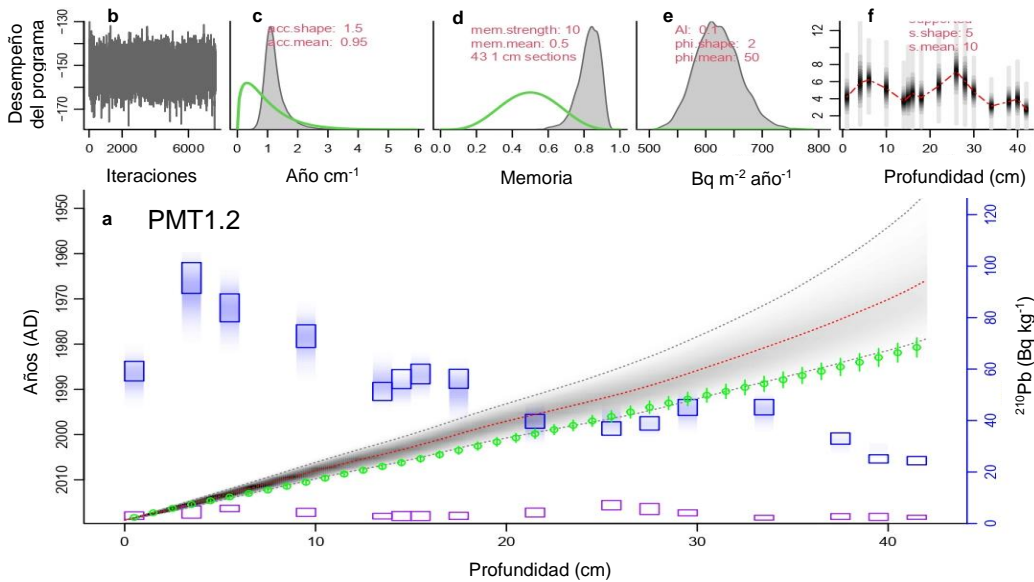 b
c
d
e
f
Desempeño
del programa
-130
-150
-170
0 2000 6000
Iteraciones
acc.shape: 1.5
acc.mean: 0.95
0 1 2 3 4 5 6
Año cm⁻¹
mem.strength: 10
mem.mean: 0.5
43 1 cm sections
0.0 0.2 0.4 0.6 0.8 1.0
Memoria
Al: 0.1
phi.shape: 2
phi.mean: 50
500 600 700 800
Bq m⁻² año⁻¹
supported
s.shape: 5
s.mean: 10
12
8
6
4
2
0 10 20 30 40
Profundidad (cm)
a PMT1.2
Años (AD)
1950
1960
1970
1980
1990
2000
2010
0 10 20 30 40
Profundidad (cm)
120
100
80
60
40
20
0
²¹⁰Pb (Bq kg⁻¹)